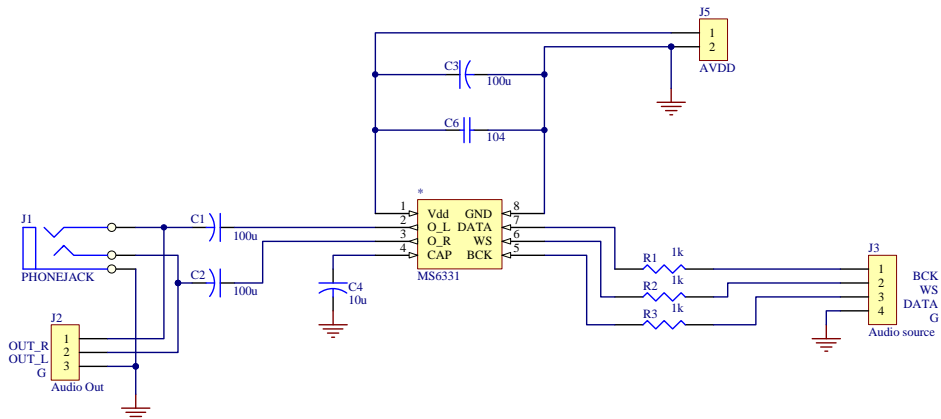 J5
1
2
AVDD
C3
100u
C6
104
*
1 Vdd GND 8
2 O_L DATA 7
3 O_R WS 6
4 CAP BCK 5
MS6331
J1
PHONEJACK
C1
100u
C2
100u
C4
10u
J2
OUT_R 1
OUT_L 2
G 3
Audio Out
R1 1k
R2 1k
R3 1k
J3
1 BCK
2 WS
3 DATA
4 G
Audio source